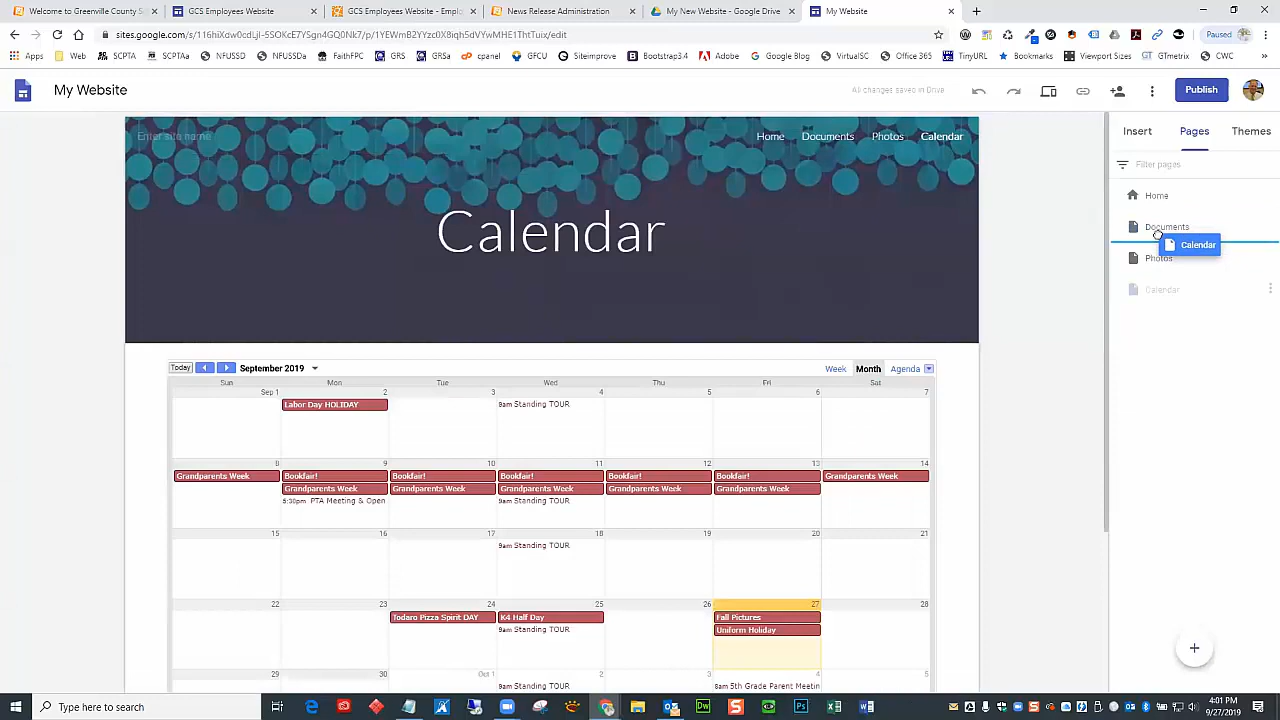 Welcome to Greenville County S
GCS Employees Website
GCS Employees Website - Emplo
News Release Administration
My New Website - Google Drive
My Website
sites.google.com/s/
/edit
Paused
Apps
Web
SCPTA
SCPTAa
NFUSSD
NFUSSDa
FaithFPC
GRS
GRSa
cpanel
GFCU
Siteimprove
Bootstrap3.4
Adobe
Google Blog
VirtualSC
Office 365
TinyURL
Bookmarks
Viewport Sizes
GTmetrix
CWC
»
My Website
All changes saved in Drive
Publish
Enter site name
Home
Documents
Photos
Calendar
Insert
Pages
Themes
Filter pages
Home
Documents
Calendar
Photos
Calendar
Calendar
Today
September 2019
Week
Month
Agenda
Sun
Mon
Tue
Wed
Thu
Fri
Sat
Sep 1
2
3
4
5
6
7
Labor Day HOLIDAY
9am Standing TOUR
8
9
10
11
12
13
14
Grandparents Week
Bookfair!
Bookfair!
Bookfair!
Bookfair!
Bookfair!
Grandparents Week
Grandparents Week
Grandparents Week
Grandparents Week
Grandparents Week
Grandparents Week
5:30pm PTA Meeting & Open
9am Standing TOUR
15
16
17
18
19
20
21
9am Standing TOUR
22
23
24
25
26
27
28
Todaro Pizza Spirit DAY
K4 Half Day
Fall Pictures
9am Standing TOUR
Uniform Holiday
29
30
Oct 1
2
3
4
5
9am Standing TOUR
8am 5th Grade Parent Meetin
Type here to search
4:01 PM
9/27/2019